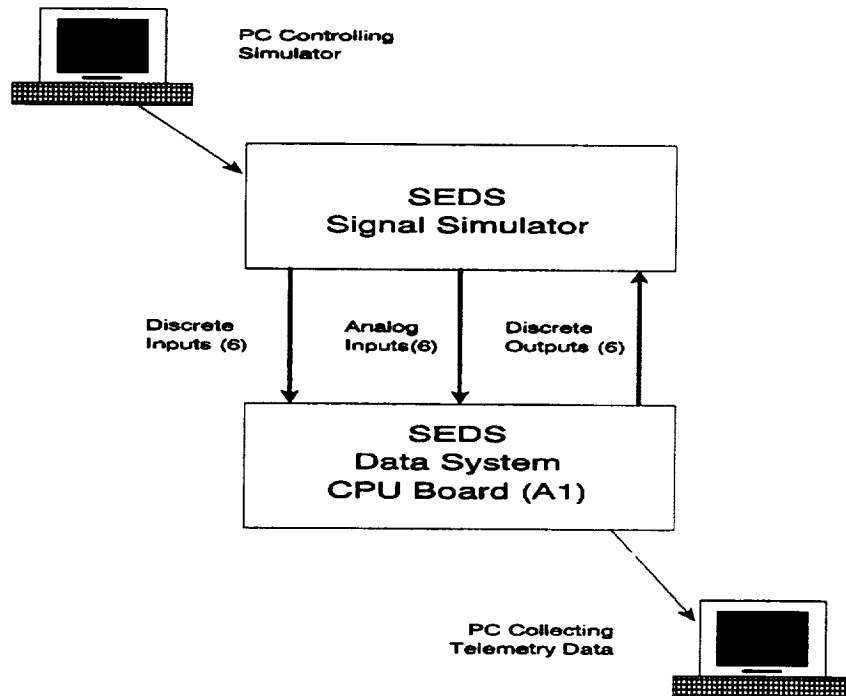 PC Controlling
Simulator
SEDS
Signal Simulator
Discrete
Inputs (6)
Analog
Inputs(6)
Discrete
Outputs (6)
SEDS
Data System
CPU Board (A1)
PC Collecting
Telemetry Data